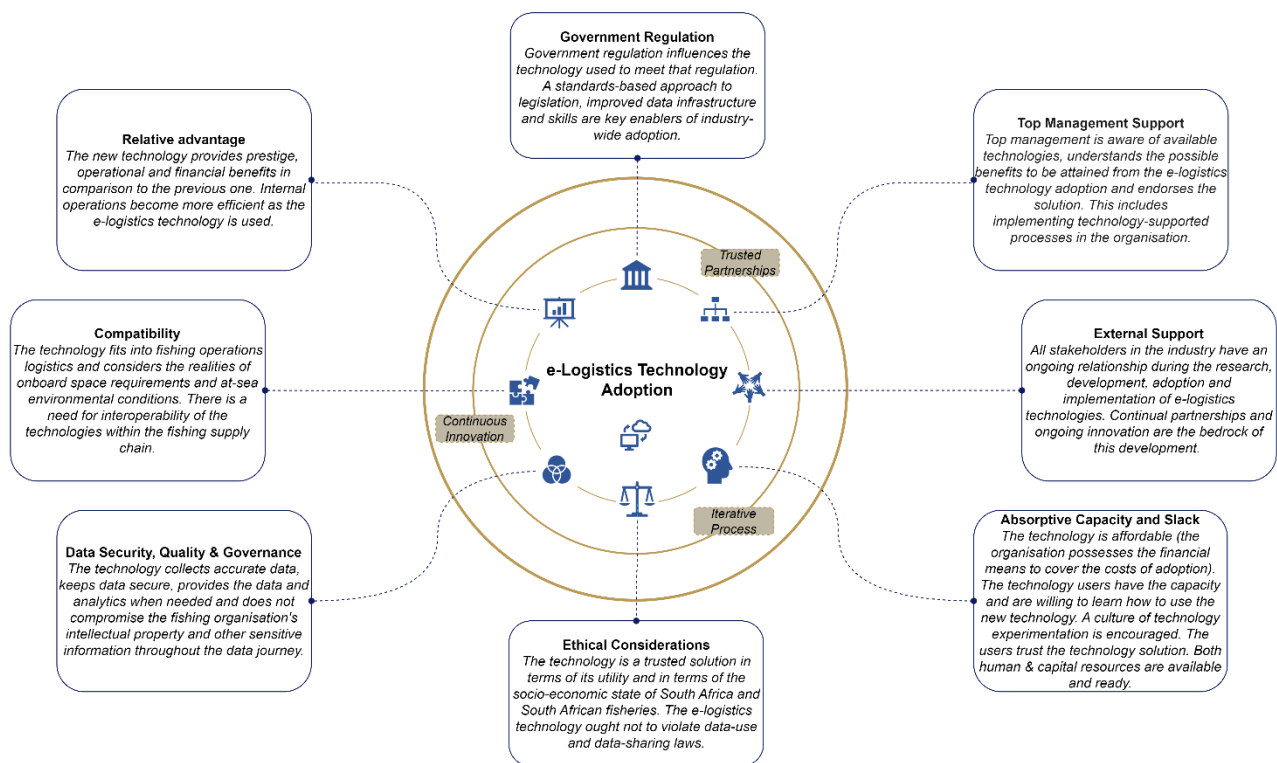 Government Regulation
Government regulation influences the
technology used to meet that regulation.
A standards-based approach to
legislation, improved data infrastructure
and skills are key enablers of industry-
wide adoption.
Relative advantage
The new technology provides prestige,
operational and financial benefits in
comparison to the previous one. Internal
operations become more efficient as the
e-logistics technology is used.
Top Management Support
Top management is aware of available
technologies, understands the possible
benefits to be attained from the e-logistics
technology adoption and endorses the
solution. This includes
implementing technology-supported
processes in the organisation.
Trusted
Partnerships
Compatibility
The technology fits into fishing operations
logistics and considers the realities of
onboard space requirements and at-sea
environmental conditions. There is a
need for interoperability of the
technologies within the fishing supply
chain.
e-Logistics Technology
Adoption
External Support
All stakeholders in the industry have an
ongoing relationship during the research,
development, adoption and
implementation of e-logistics
technologies. Continual partnerships and
ongoing innovation are the bedrock of
this development.
Continuous
Innovation
Iterative
Process
Data Security, Quality & Governance
The technology collects accurate data,
keeps data secure, provides the data and
analytics when needed and does not
compromise the fishing organisation's
intellectual property and other sensitive
information throughout the data journey.
Absorptive Capacity and Slack
The technology is affordable (the
organisation possesses the financial
means to cover the costs of adoption).
The technology users have the capacity
and are willing to learn how to use the
new technology. A culture of technology
experimentation is encouraged. The
users trust the technology solution. Both
human & capital resources are available
and ready.
Ethical Considerations
The technology is a trusted solution in
terms of its utility and in terms of the
socio-economic state of South Africa and
South African fisheries. The e-logistics
technology ought not to violate data-use
and data-sharing laws.